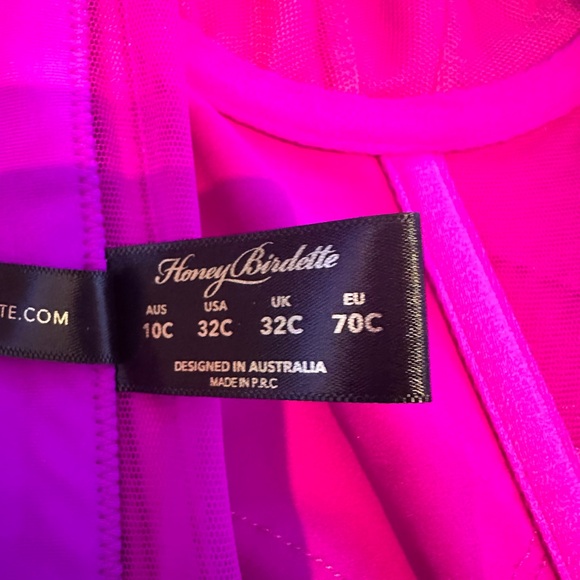 Honey Birdette
AUS USA UK EU
10C 32C 32C 70C
DESIGNED IN AUSTRALIA
MADE IN P.R.C
TE.COM